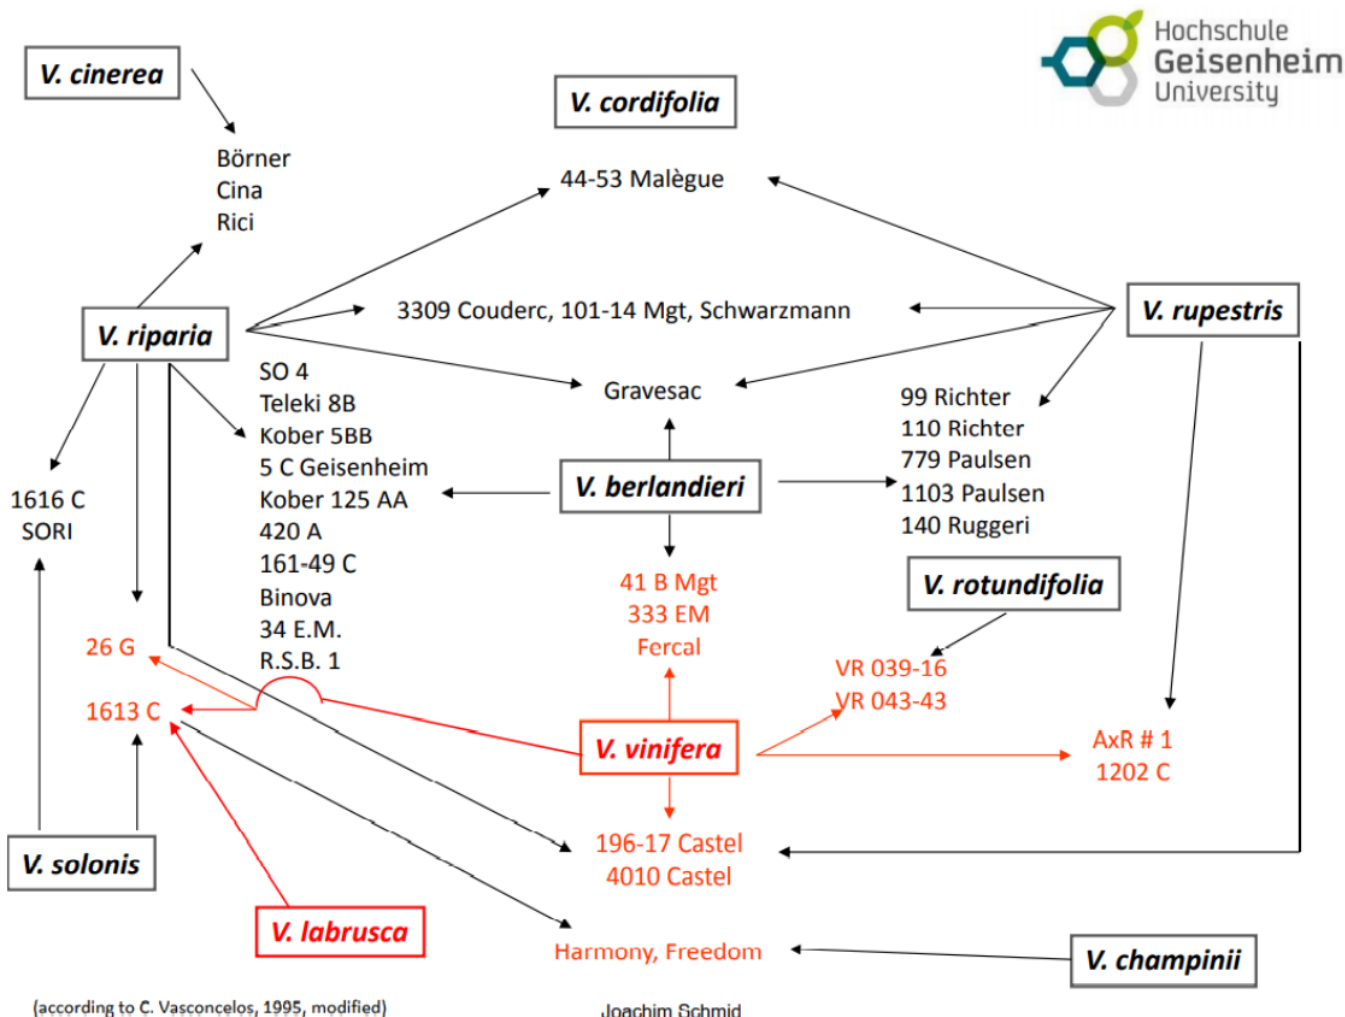 Hochschule
Geisenheim
University
V. cinerea
V. cordifolia
Börner
Cina
Rici
44-53 Malègue
V. riparia
3309 Couderc, 101-14 Mgt, Schwarzmann
V. rupestris
SO 4
Teleki 8B
Kober 5BB
5 C Geisenheim
Kober 125 AA
420 A
161-49 C
Binova
34 E.M.
R.S.B. 1
Gravesac
99 Richter
110 Richter
779 Paulsen
1103 Paulsen
140 Ruggeri
V. berlandieri
1616 C
SORI
41 B Mgt
333 EM
Fercal
V. rotundifolia
26 G
1613 C
VR 039-16
VR 043-43
V. vinifera
AxR # 1
1202 C
V. solonis
196-17 Castel
4010 Castel
V. labrusca
Harmony, Freedom
V. champinii
(according to C. Vasconcelos, 1995, modified)
Joachim Schmid